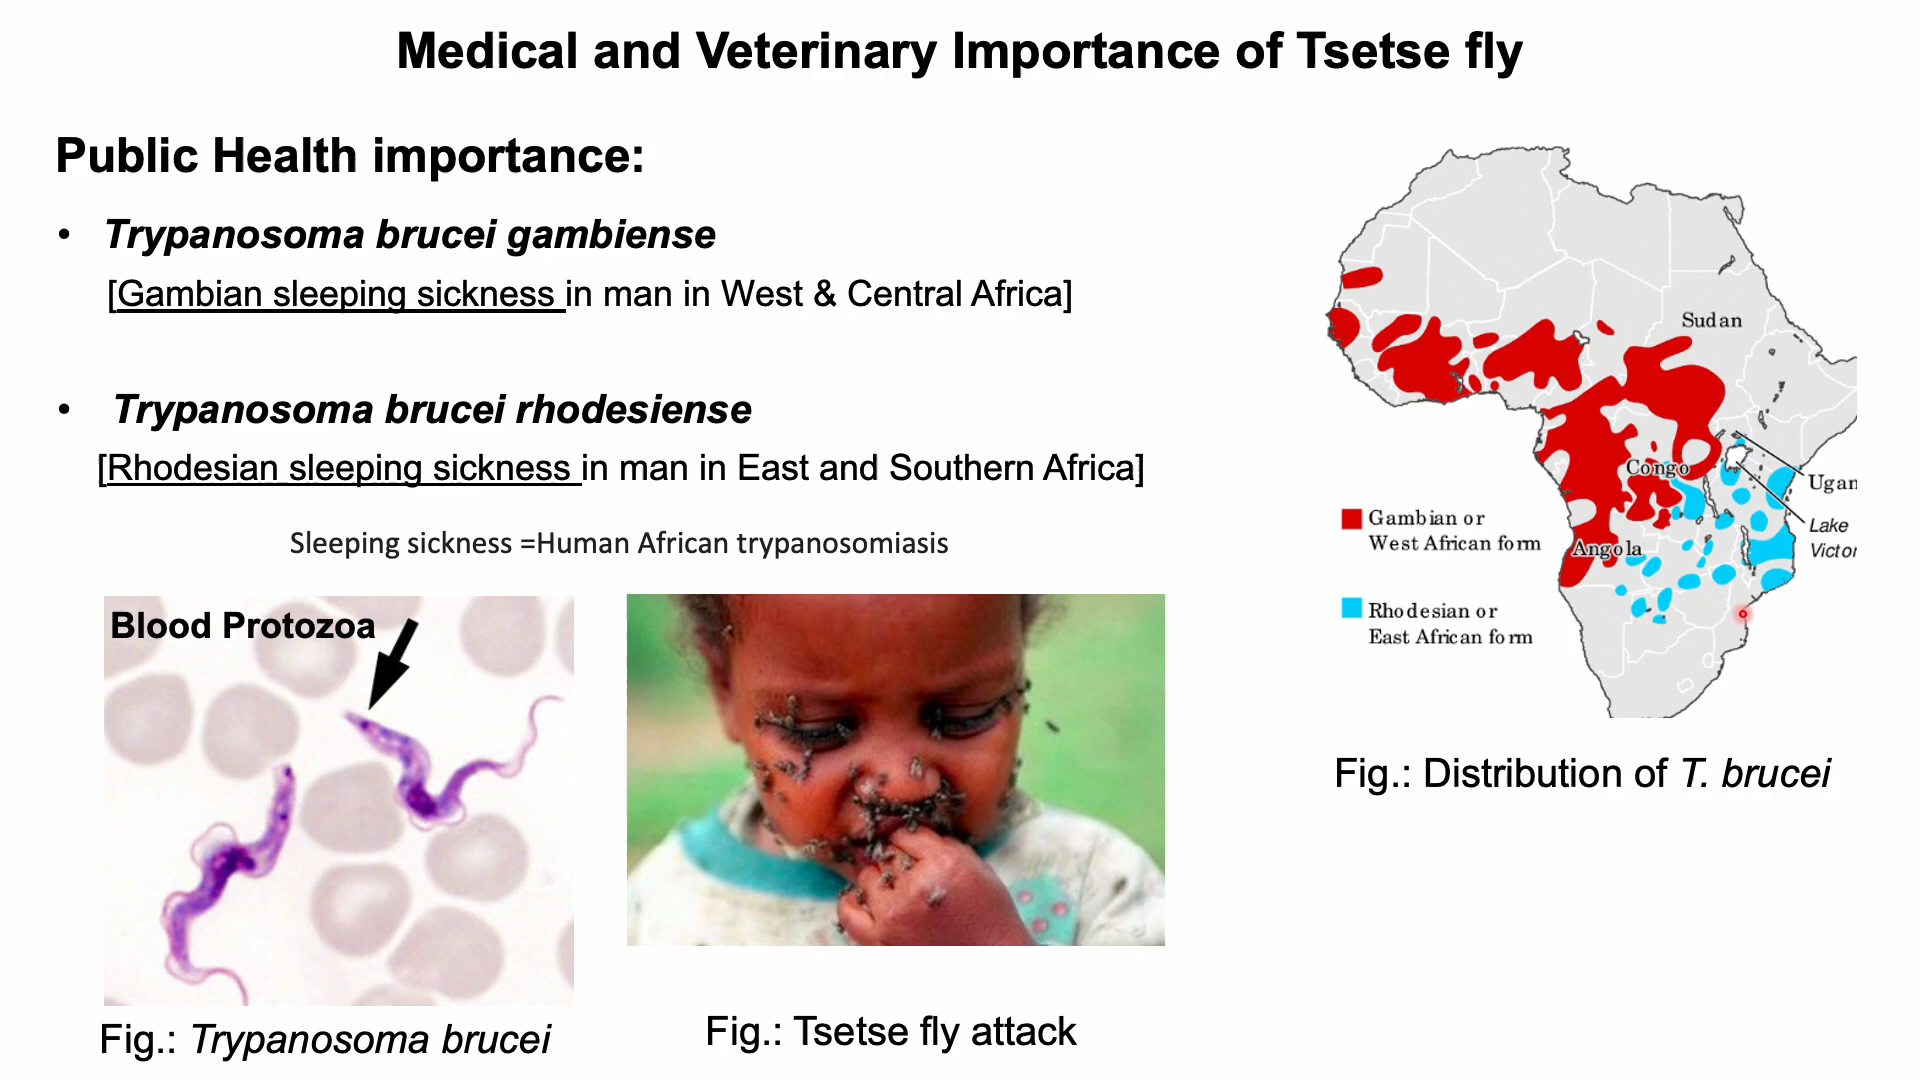 Medical and Veterinary Importance of Tsetse fly
Public Health importance:
• Trypanosoma brucei gambiense
[Gambian sleeping sickness in man in West & Central Africa]
• Trypanosoma brucei rhodesiense
[Rhodesian sleeping sickness in man in East and Southern Africa]
Sleeping sickness =Human African trypanosomiasis
Blood Protozoa
Fig.: Trypanosoma brucei
Fig.: Tsetse fly attack
Sudan
Congo
Ugan
Lake
Victor
Angola
Gambian or
West African form
Rhodesian or
East African form
Fig.: Distribution of T. brucei